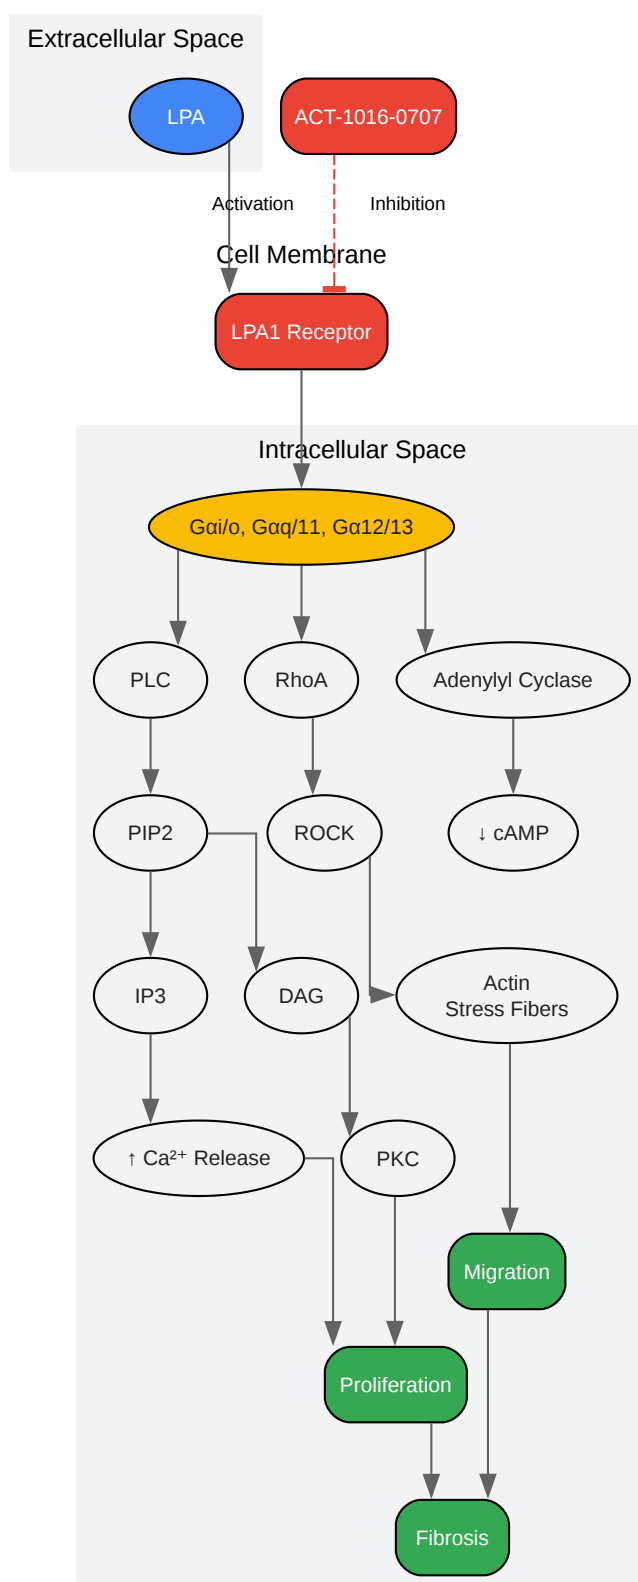 Extracellular Space
LPA
ACT-1016-0707
Activation
Inhibition
Cell Membrane
LPA1 Receptor
Intracellular Space
Gαi/o, Gαq/11, Gα12/13
PLC
RhoA
Adenylyl Cyclase
PIP2
ROCK
↓ cAMP
IP3
DAG
Actin
Stress Fibers
↑ Ca²⁺ Release
PKC
Migration
Proliferation
Fibrosis